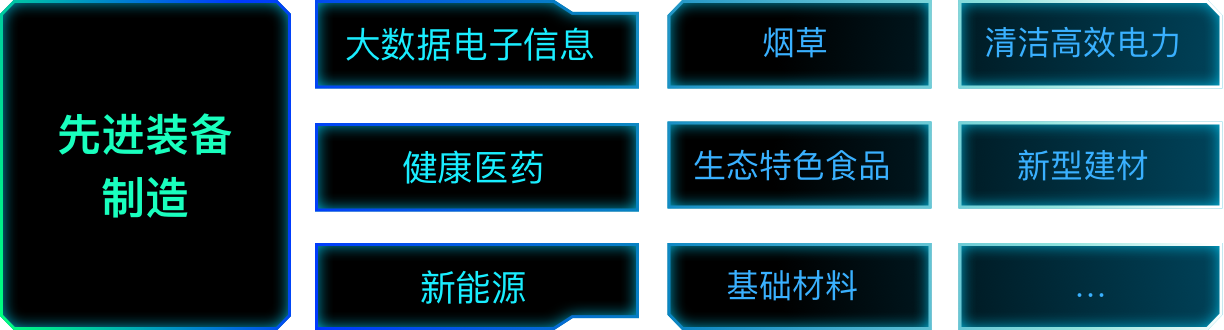 先进装备
制造
大数据电子信息
烟草
清洁高效电力
健康医药
生态特色食品
新型建材
新能源
基础材料
...